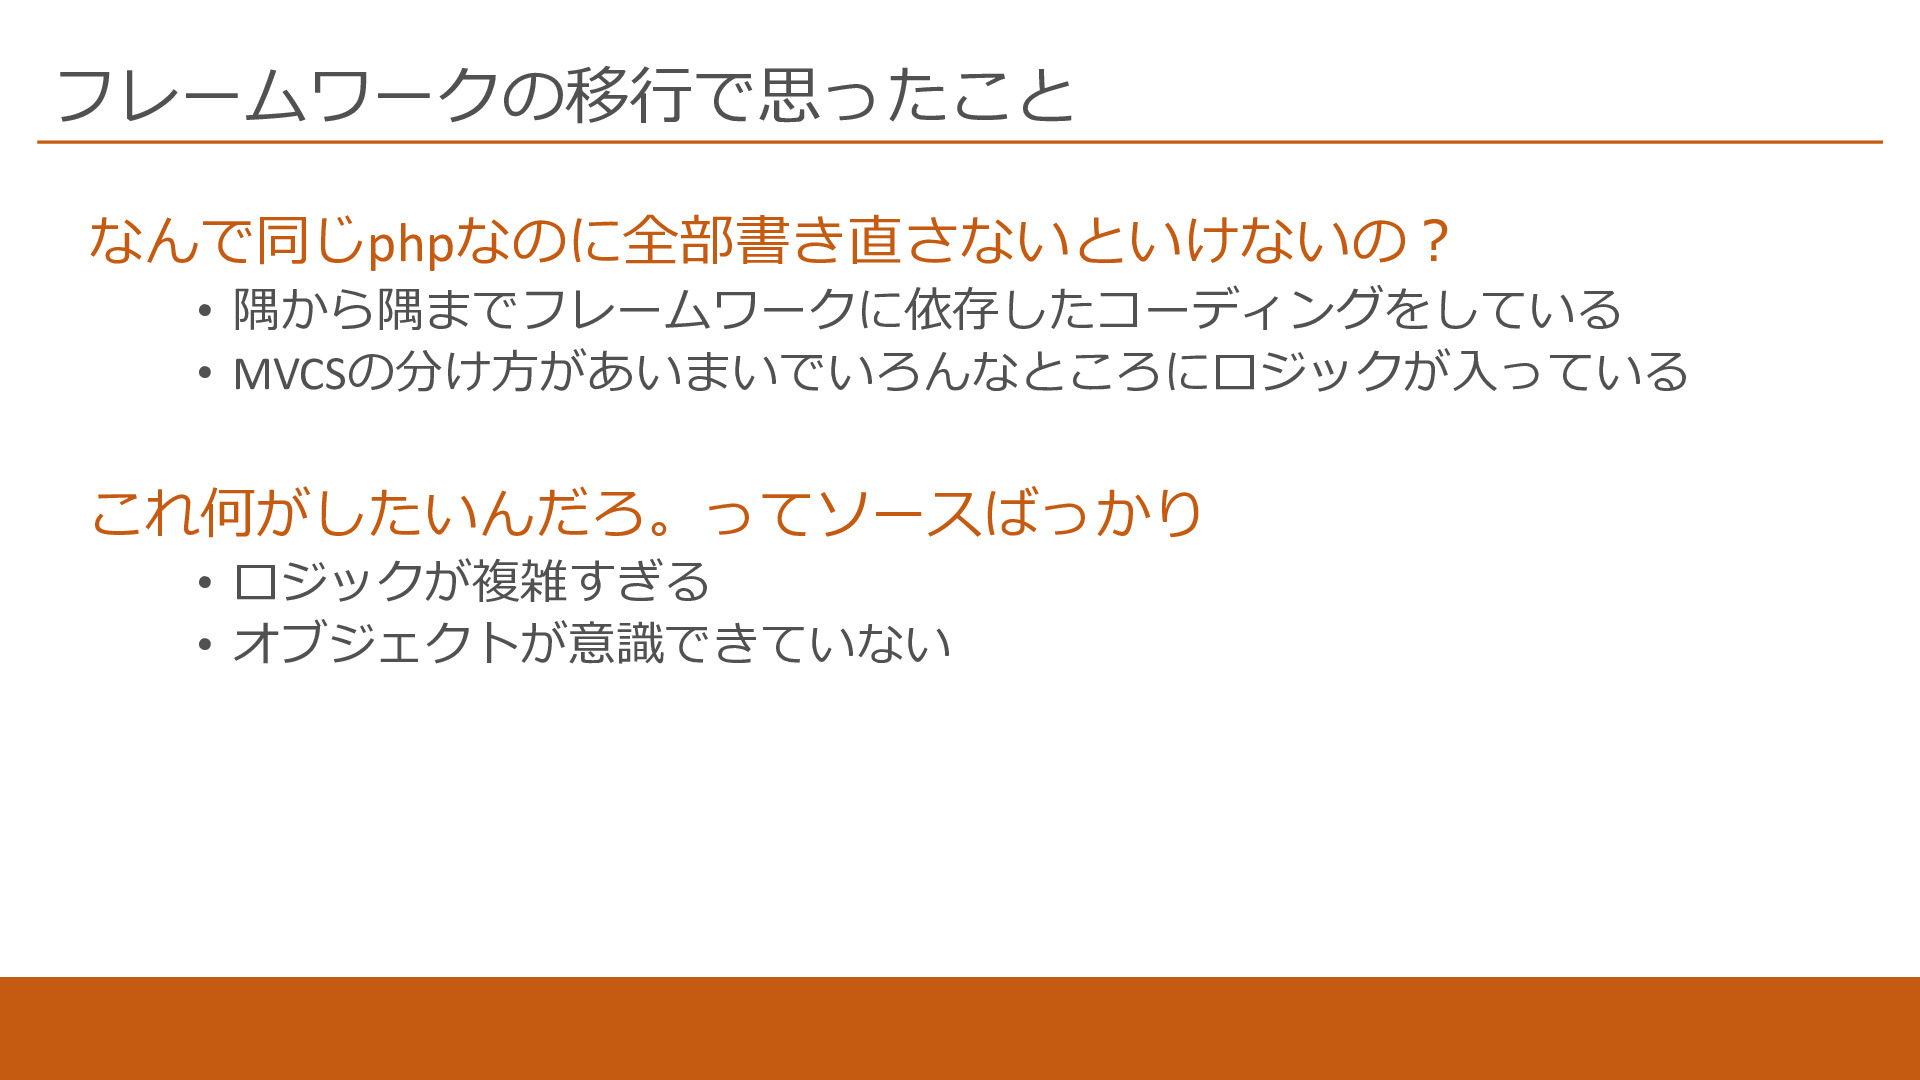 フレームワークの移行で思ったこと
なんで同じphpなのに全部書き直さないといけないの？
• 隅から隅までフレームワークに依存したコーディングをしている
• MVCSの分け方があいまいでいろんなところにロジックが入っている
これ何がしたいんだろ。ってソースばっかり
• ロジックが複雑すぎる
• オブジェクトが意識できていない